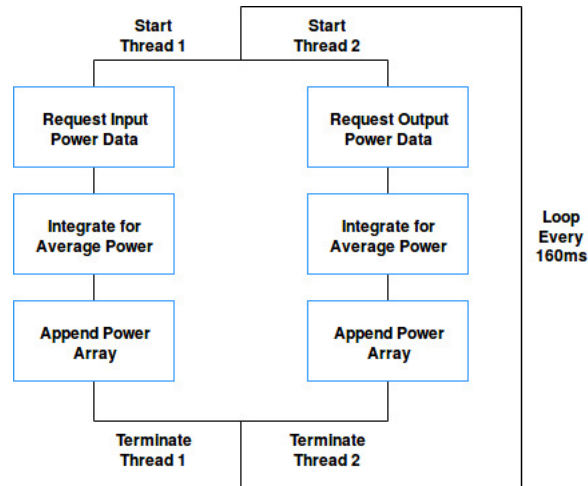 Start
Thread 1
Start
Thread 2
Request Input
Power Data
Request Output
Power Data
Integrate for
Average Power
Integrate for
Average Power
Loop
Every
160ms
Append Power
Array
Append Power
Array
Terminate
Thread 1
Terminate
Thread 2